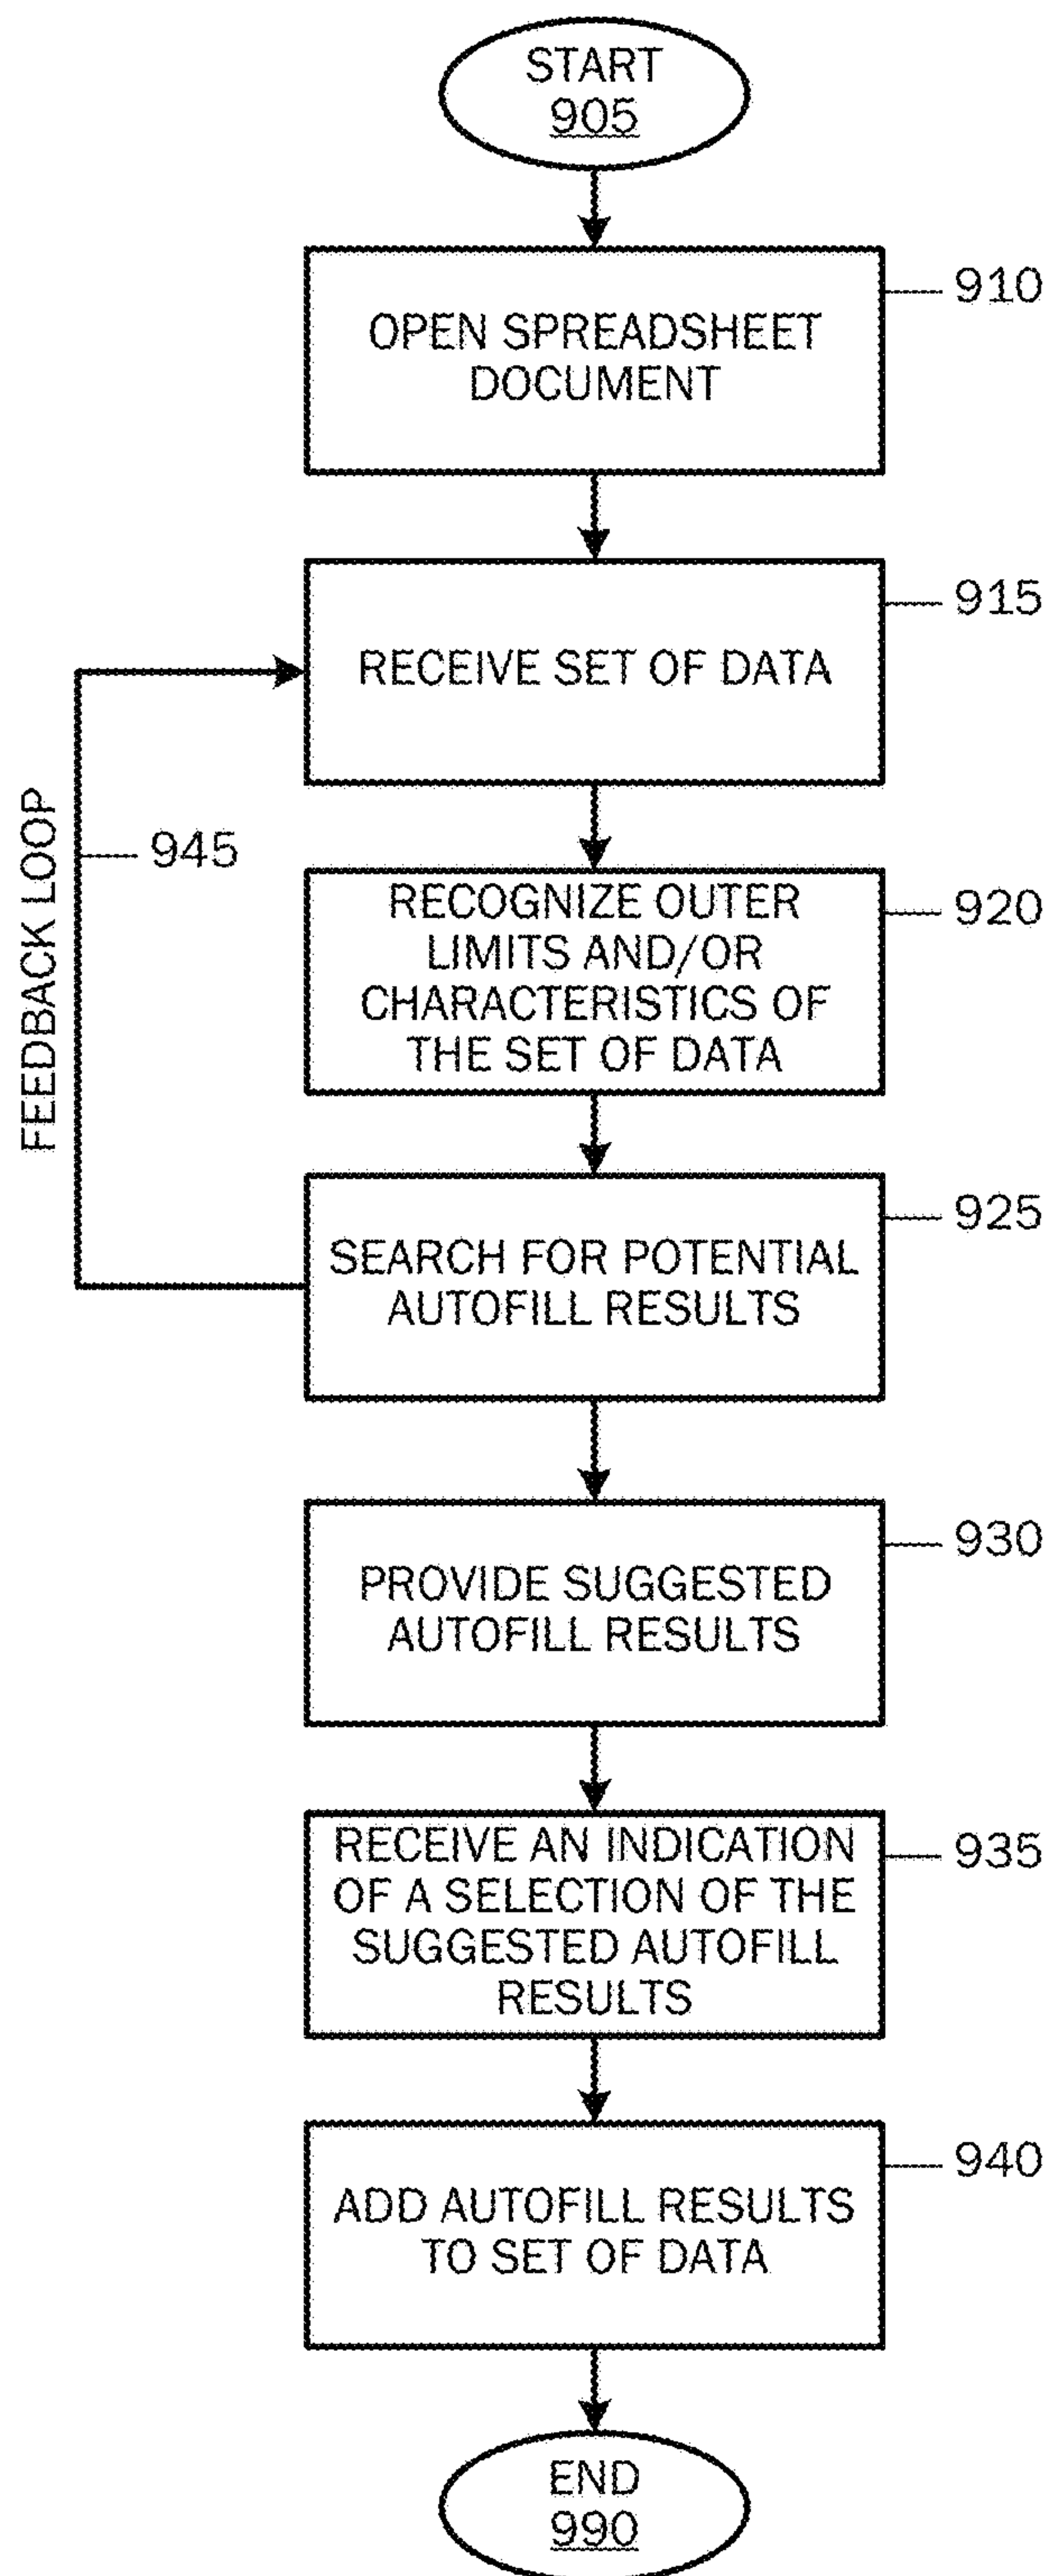 START
905
OPEN SPREADSHEET
DOCUMENT
910
RECEIVE SET OF DATA
915
FEEDBACK LOOP
945
RECOGNIZE OUTER
LIMITS AND/OR
CHARACTERISTICS OF
THE SET OF DATA
920
SEARCH FOR POTENTIAL
AUTOFILL RESULTS
925
PROVIDE SUGGESTED
AUTOFILL RESULTS
930
RECEIVE AN INDICATION
OF A SELECTION OF THE
SUGGESTED AUTOFILL
RESULTS
935
ADD AUTOFILL RESULTS
TO SET OF DATA
940
END
990